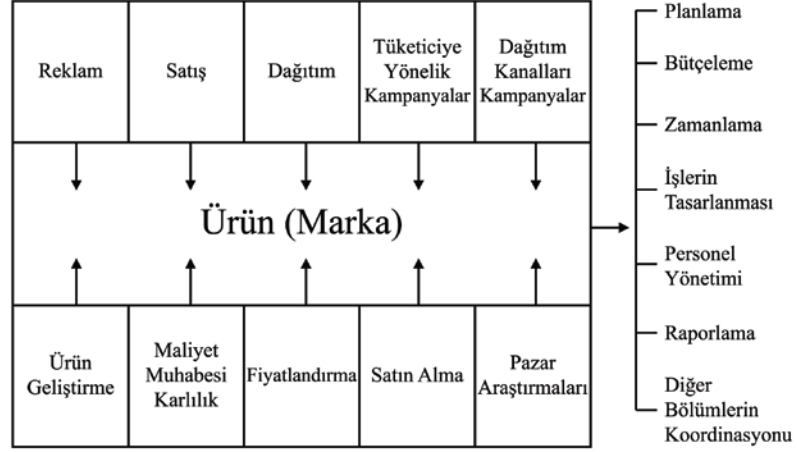 Reklam
Satış
Dağıtım
Tüketiciye
Yönelik
Kampanyalar
Dağıtım
Kanalları
Kampanyalar
Ürün (Marka)
Ürün
Geliştirme
Maliyet
Muhabesi
Karlılık
Fiyatlandırma
Satın Alma
Pazar
Araştırmaları
Planlama
Bütçeleme
Zamanlama
İşlerin
Tasarlanması
Personel
Yönetimi
Raporlama
Diğer
Bölümlerin
Koordinasyonu